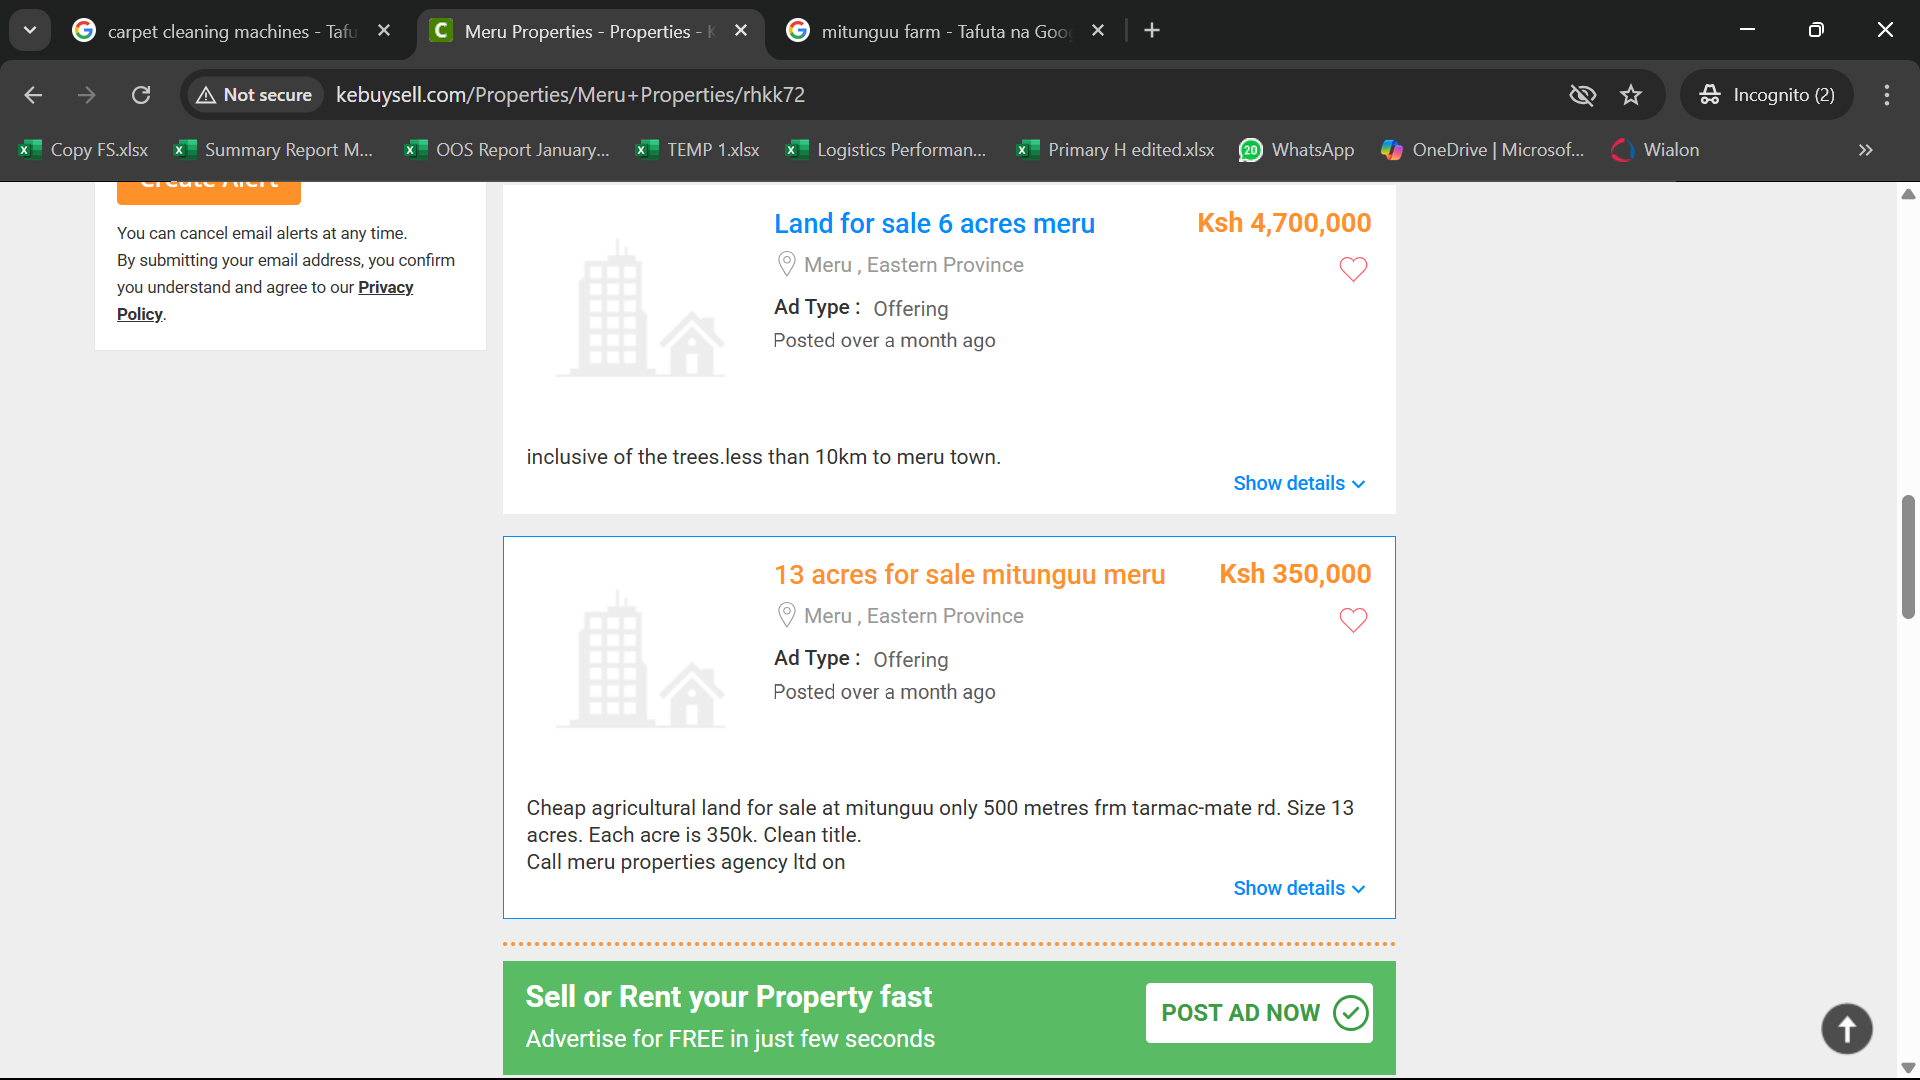 carpet cleaning machines - Tafu
Meru Properties - Properties - K
mitunguu farm - Tafuta na Goo
Not secure
kebuysell.com/Properties/Meru+Properties/rhkk72
Incognito (2)
Copy FS.xlsx
Summary Report M...
OOS Report January...
TEMP 1.xlsx
Logistics Performan...
Primary H edited.xlsx
20
WhatsApp
OneDrive | Microsof...
Wialon
Create Alert
You can cancel email alerts at any time.
By submitting your email address, you confirm
you understand and agree to our Privacy
Policy.
Land for sale 6 acres meru
Ksh 4,700,000
Meru , Eastern Province
Ad Type : Offering
Posted over a month ago
inclusive of the trees.less than 10km to meru town.
Show details
13 acres for sale mitunguu meru
Ksh 350,000
Meru , Eastern Province
Ad Type : Offering
Posted over a month ago
Cheap agricultural land for sale at mitunguu only 500 metres frm tarmac-mate rd. Size 13
acres. Each acre is 350k. Clean title.
Call meru properties agency ltd on
Show details
Sell or Rent your Property fast
Advertise for FREE in just few seconds
POST AD NOW